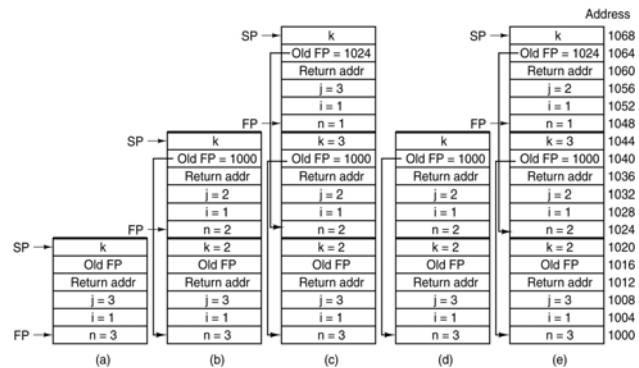 Address
SP k SP k 1068
Old FP = 1024 Old FP = 1024 1064
Return addr Return addr 1060
j = 3 j = 2 1056
i = 1 i = 1 1052
FP n = 1 FP n = 1 1048
SP k k = 3 k = 3 1044
Old FP = 1000 Old FP = 1000 Old FP = 1000 Old FP = 1000 1040
Return addr Return addr Return addr Return addr 1036
j = 2 j = 2 j = 2 j = 2 1032
i = 1 i = 1 i = 1 i = 1 1028
FP n = 2 n = 2 n = 2 n = 2 1024
SP k k = 2 k = 2 k = 2 k = 2 1020
Old FP Old FP Old FP Old FP Old FP 1016
Return addr Return addr Return addr Return addr Return addr 1012
j = 3 j = 3 j = 3 j = 3 j = 3 1008
i = 1 i = 1 i = 1 i = 1 i = 1 1004
FP n = 3 n = 3 n = 3 n = 3 n = 3 1000
(a) (b) (c) (d) (e)